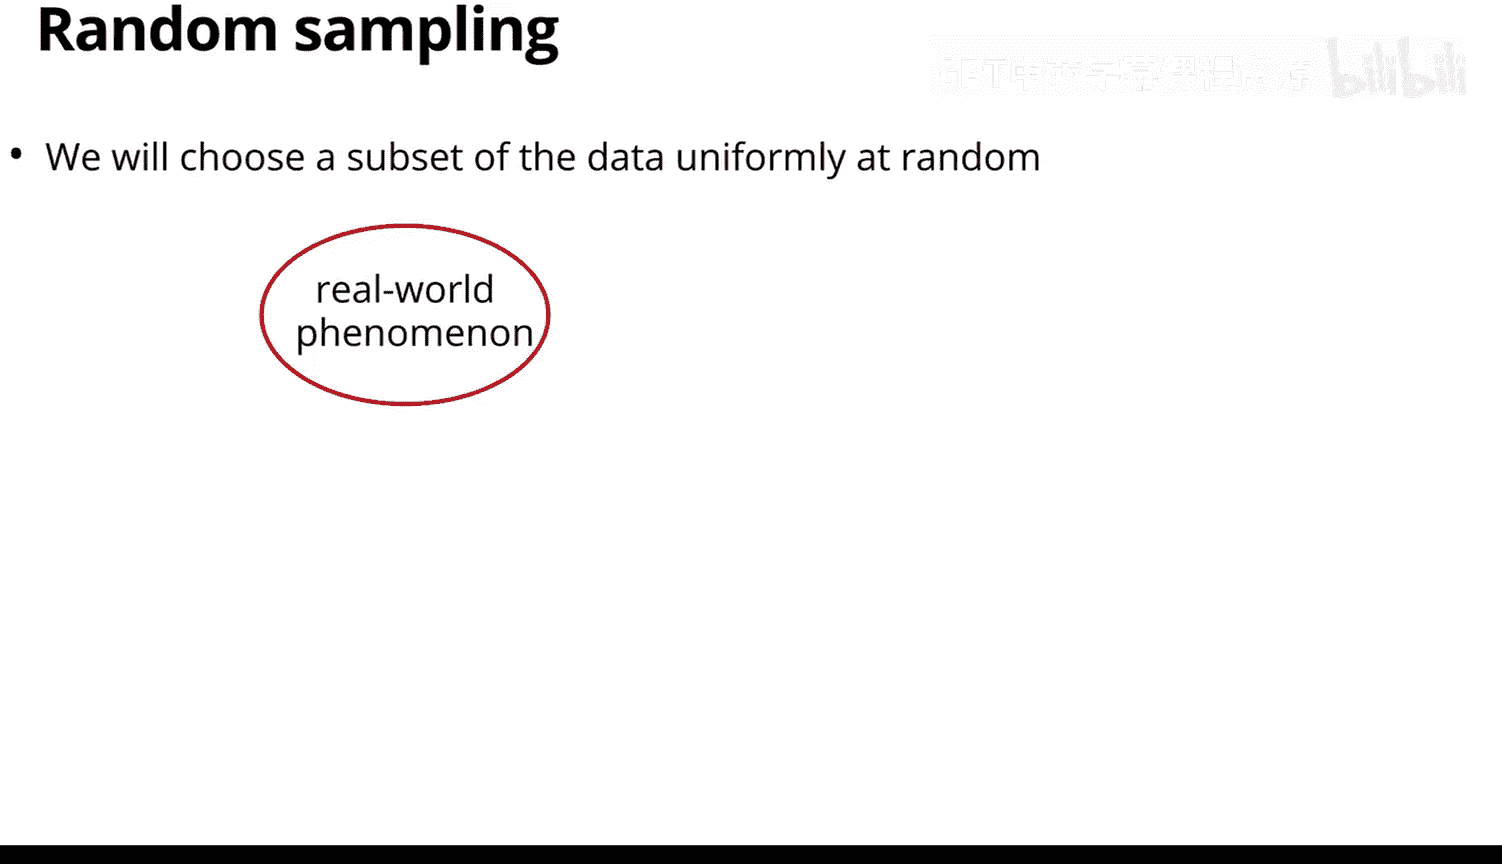 Random sampling
• We will choose a subset of the data uniformly at random
real-world
phenomenon
bilibili